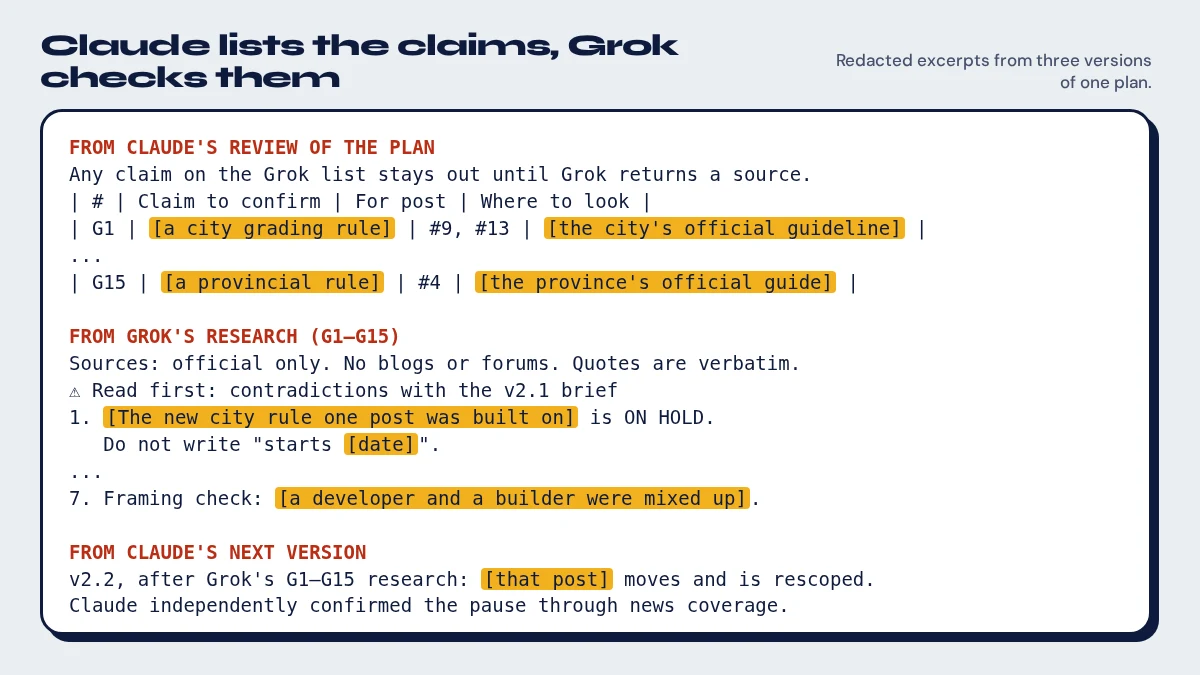 Claude lists the claims, Grok
checks them
Redacted excerpts from three versions
of one plan.
FROM CLAUDE'S REVIEW OF THE PLAN
Any claim on the Grok list stays out until Grok returns a source.
| # | Claim to confirm | For post | Where to look |
| G1 | [a city grading rule] | #9, #13 | [the city's official guideline] |
...
| G15 | [a provincial rule] | #4 | [the province's official guide] |
FROM GROK'S RESEARCH (G1–G15)
Sources: official only. No blogs or forums. Quotes are verbatim.
⚠ Read first: contradictions with the v2.1 brief
1. [The new city rule one post was built on] is ON HOLD.
Do not write "starts [date]".
...
7. Framing check: [a developer and a builder were mixed up].
FROM CLAUDE'S NEXT VERSION
v2.2, after Grok's G1–G15 research: [that post] moves and is rescoped.
Claude independently confirmed the pause through news coverage.